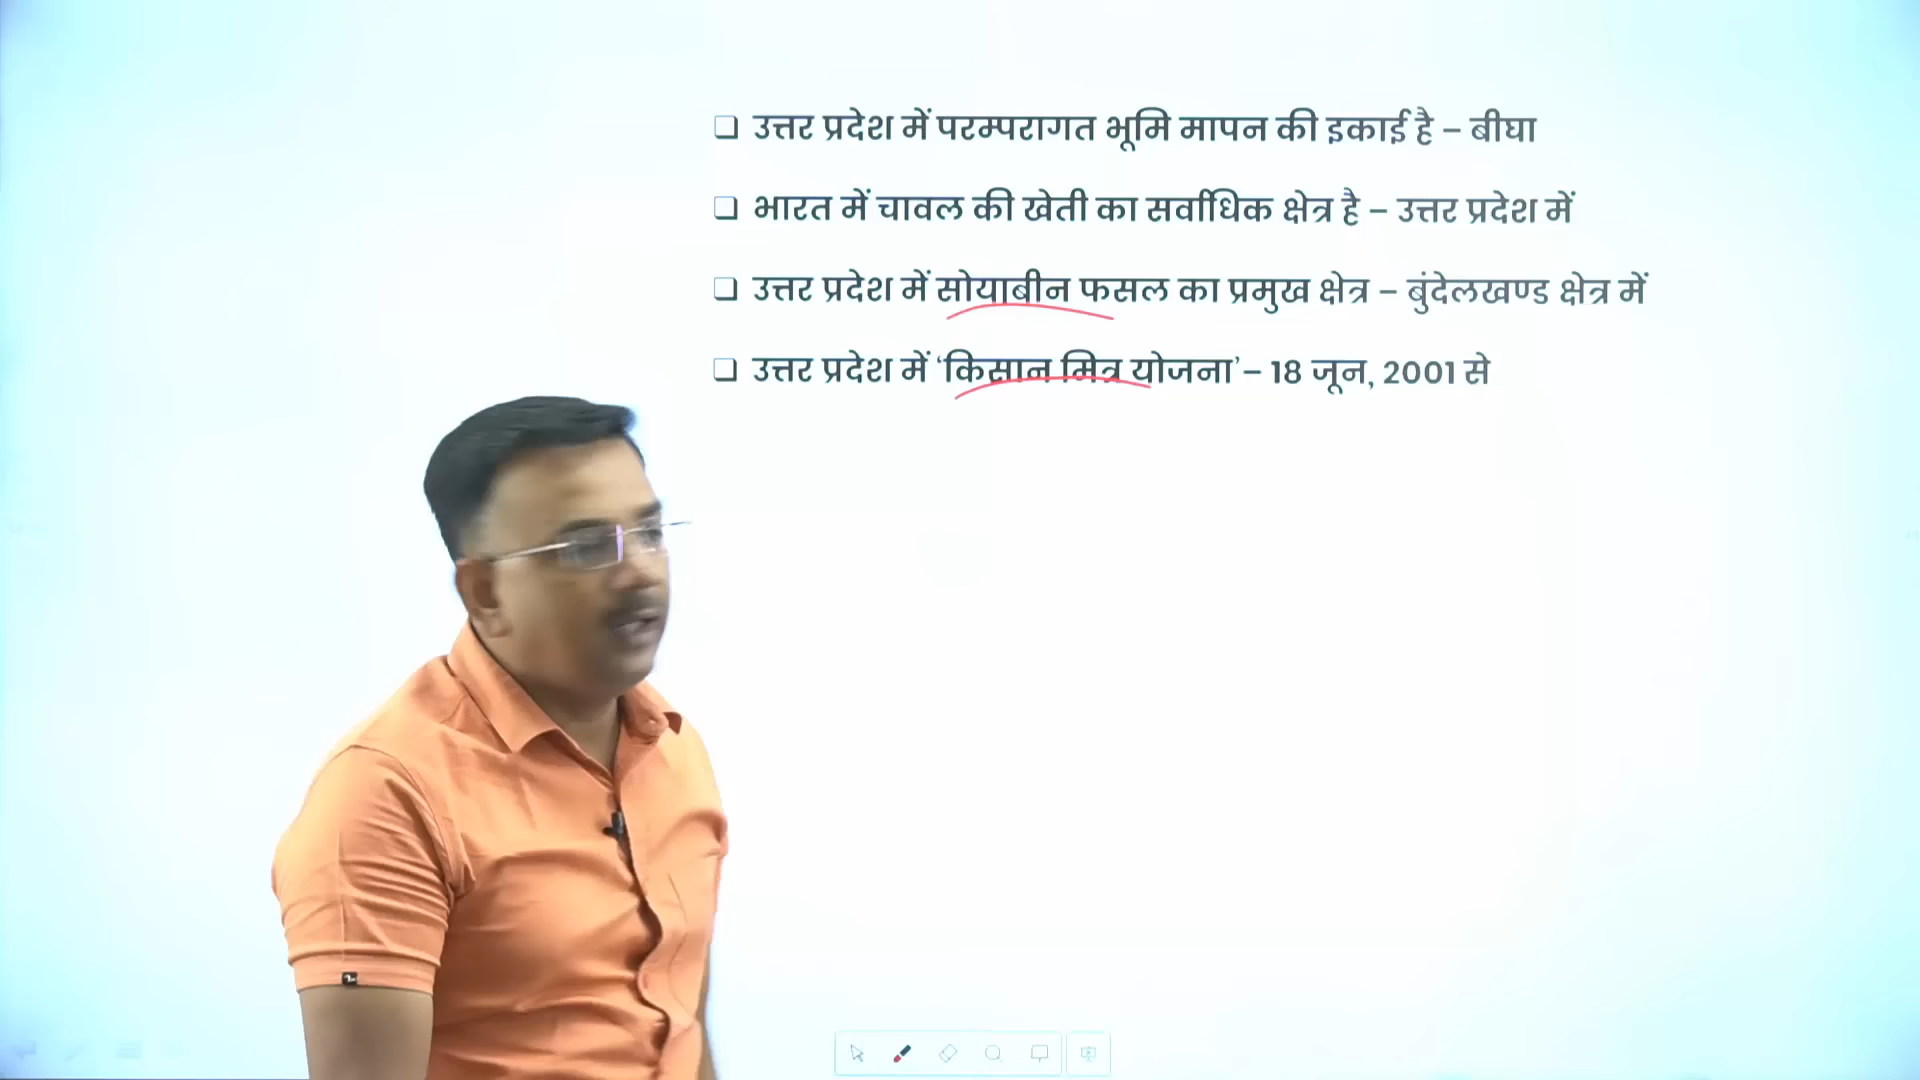 ❑ उत्तर प्रदेश में परम्परागत भूमि मापन की इकाई है – बीघा
❑ भारत में चावल की खेती का सर्वाधिक क्षेत्र है – उत्तर प्रदेश में
❑ उत्तर प्रदेश में सोयाबीन फसल का प्रमुख क्षेत्र – बुंदेलखण्ड क्षेत्र में
❑ उत्तर प्रदेश में ‘किसान मित्र योजना’– 18 जून, 2001 से